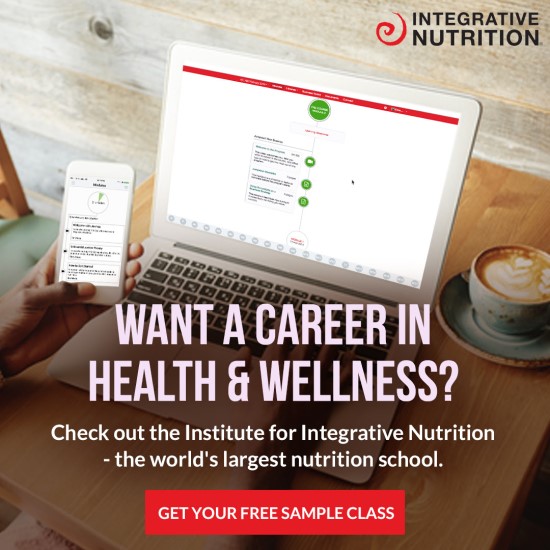 INTEGRATIVE
NUTRITION
WANT A CAREER IN
HEALTH & WELLNESS?
Check out the Institute for Integrative Nutrition
- the world's largest nutrition school.
GET YOUR FREE SAMPLE CLASS